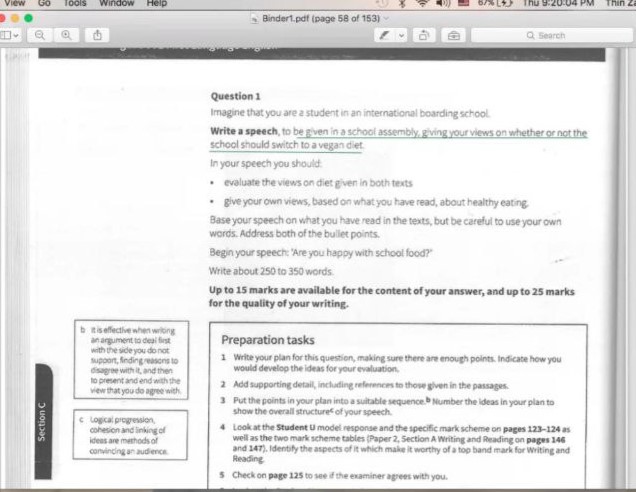 View Go Tools Window Help
67% Thu 9:20:04 PM Thin Za
Binder1.pdf (page 58 of 153)
Search
Question 1
Imagine that you are a student in an international boarding school.
Write a speech, to be given in a school assembly, giving your views on whether or not the
school should switch to a vegan diet.
In your speech you should:
• evaluate the views on diet given in both texts
• give your own views, based on what you have read, about healthy eating.
Base your speech on what you have read in the texts, but be careful to use your own
words. Address both of the bullet points.
Begin your speech: 'Are you happy with school food?'
Write about 250 to 350 words.
Up to 15 marks are available for the content of your answer, and up to 25 marks
for the quality of your writing.
b It is effective when writing
an argument to deal first
with the side you do not
support, finding reasons to
disagree with it, and then
to present and end with the
view that you do agree with.
c Logical progression,
cohesion and linking of
ideas are methods of
convincing an audience.
Section C
Preparation tasks
1 Write your plan for this question, making sure there are enough points. Indicate how you
would develop the ideas for your evaluation.
2 Add supporting detail, including references to those given in the passages.
3 Put the points in your plan into a suitable sequence.b Number the ideas in your plan to
show the overall structurec of your speech.
4 Look at the Student U model response and the specific mark scheme on pages 123–124 as
well as the two mark scheme tables (Paper 2, Section A Writing and Reading on pages 146
and 147). Identify the aspects of it which make it worthy of a top band mark for Writing and
Reading.
5 Check on page 125 to see if the examiner agrees with you.